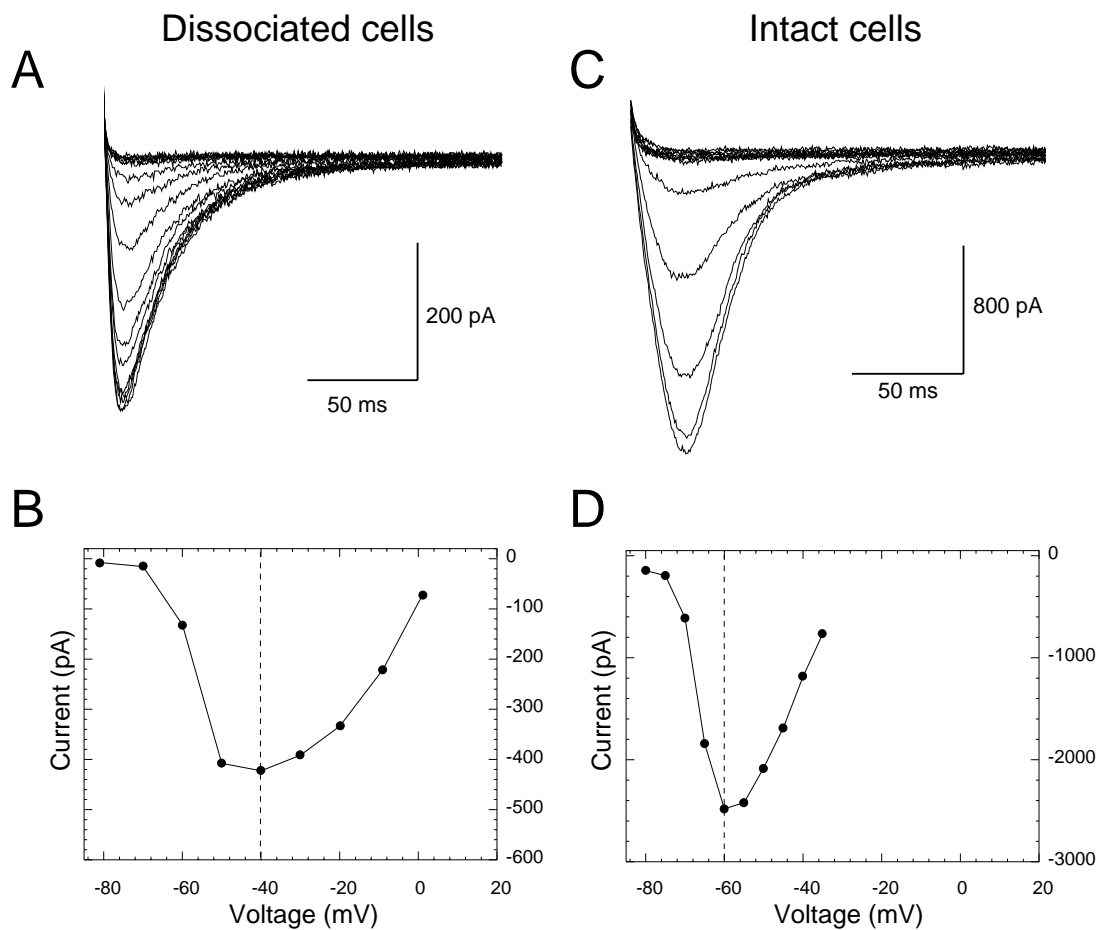 Dissociated cells
Intact cells
A
C
200 pA
50 ms
800 pA
50 ms
B
D
Current (pA)
0
-100
-200
-300
-400
-500
-600
-80
-60
-40
-20
0
20
Voltage (mV)
Current (pA)
0
-1000
-2000
-3000
-80
-60
-40
-20
0
20
Voltage (mV)